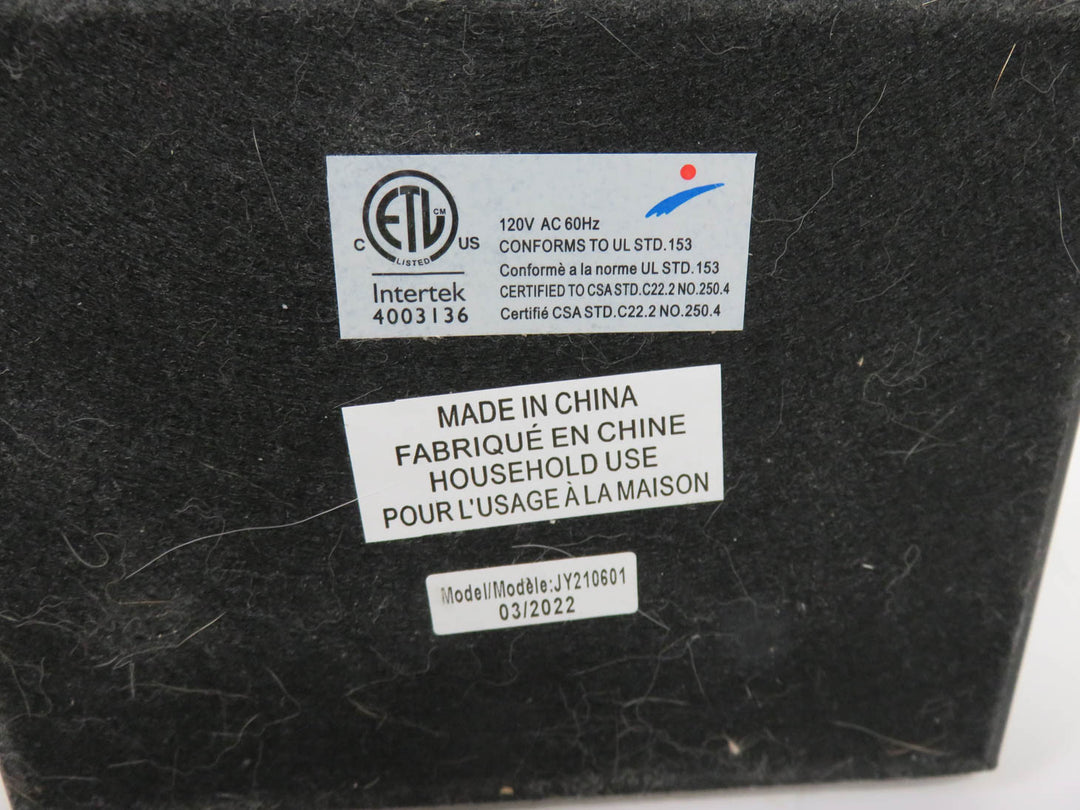 ETL CM
C US
LISTED
Intertek
4003136
120V AC 60Hz
CONFORMS TO UL STD.153
Conformè a la norme UL STD.153
CERTIFIED TO CSA STD.C22.2 NO.250.4
Certifié CSA STD.C22.2 NO.250.4
MADE IN CHINA
FABRIQUÉ EN CHINE
HOUSEHOLD USE
POUR L'USAGE À LA MAISON
Model/Modèle:JY210601
03/2022